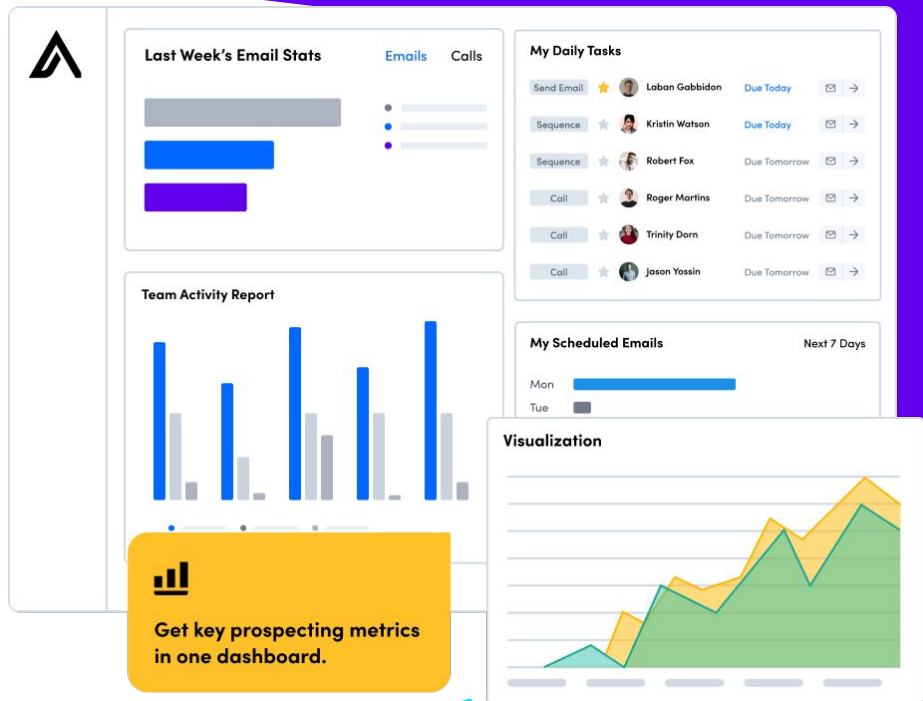 Last Week's Email Stats
Emails
Calls
My Daily Tasks
Send Email
Laban Gabbidon
Due Today
Sequence
Kristin Watson
Due Today
Sequence
Robert Fox
Due Tomorrow
Call
Roger Martins
Due Tomorrow
Call
Trinity Dorn
Due Tomorrow
Call
Jason Yossin
Due Tomorrow
Team Activity Report
My Scheduled Emails
Next 7 Days
Mon
Tue
Visualization
Get key prospecting metrics
in one dashboard.